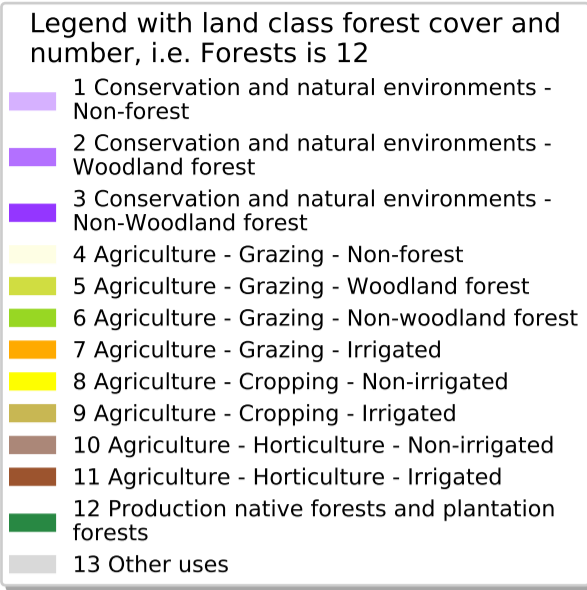 Legend with land class forest cover and
number, i.e. Forests is 12
1 Conservation and natural environments -
Non-forest
2 Conservation and natural environments -
Woodland forest
3 Conservation and natural environments -
Non-Woodland forest
4 Agriculture - Grazing - Non-forest
5 Agriculture - Grazing - Woodland forest
6 Agriculture - Grazing - Non-woodland forest
7 Agriculture - Grazing - Irrigated
8 Agriculture - Cropping - Non-irrigated
9 Agriculture - Cropping - Irrigated
10 Agriculture - Horticulture - Non-irrigated
11 Agriculture - Horticulture - Irrigated
12 Production native forests and plantation
forests
13 Other uses